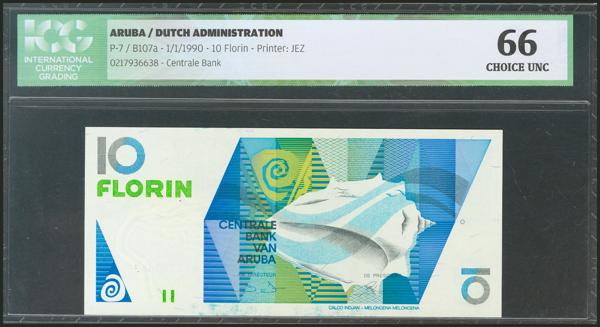 ICG
INTERNATIONAL
CURRENCY
GRADING
ARUBA / DUTCH ADMINISTRATION
P-7 / B107a - 1/1/1990 - 10 Florin - Printer: JEZ
0217936638 - Centrale Bank
66
CHOICE UNC
10
FLORIN
CENTRALE
BANK
VAN
ARUBA
DE PRES
10
CALCO INDJAN - MELONGENA MELONGENA